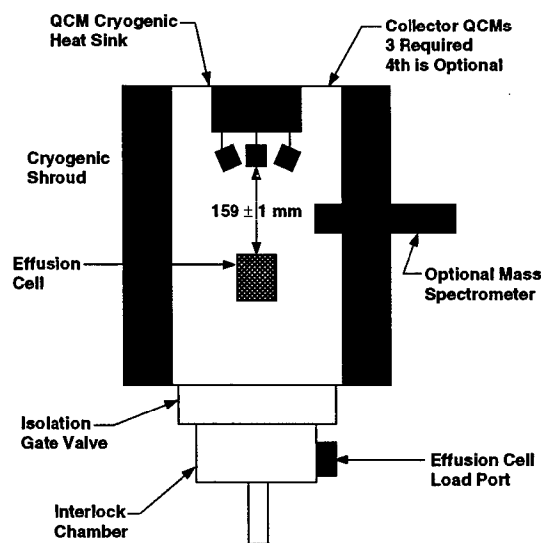 QCM Cryogenic
Heat Sink
Collector QCMs
3 Required
4th is Optional
Cryogenic
Shroud
159 ± 1 mm
Effusion
Cell
Optional Mass
Spectrometer
Isolation
Gate Valve
Effusion Cell
Load Port
Interlock
Chamber